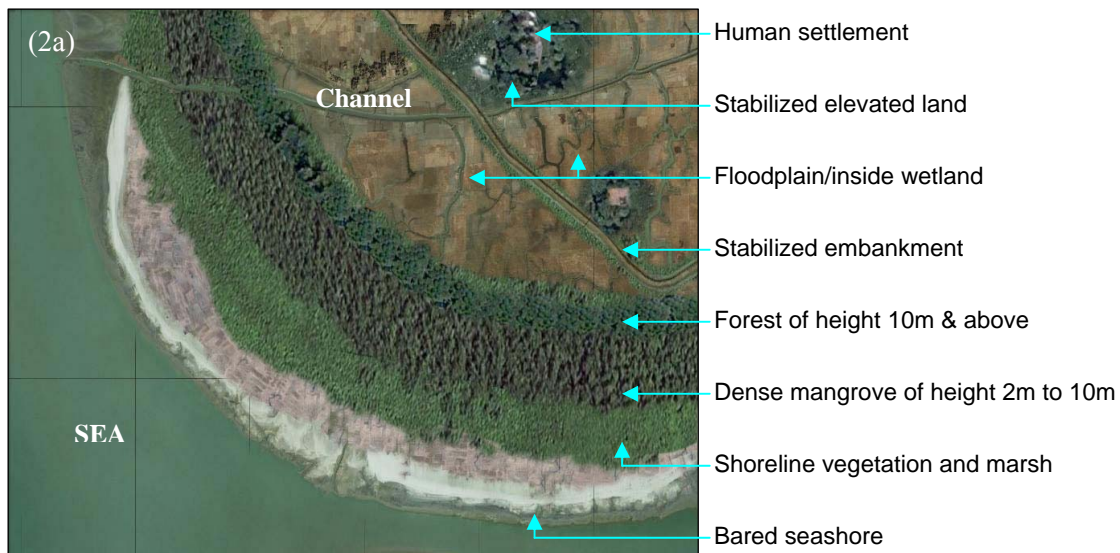 (2a)
Human settlement
Stabilized elevated land
Channel
Floodplain/inside wetland
Stabilized embankment
Forest of height 10m & above
Dense mangrove of height 2m to 10m
SEA
Shoreline vegetation and marsh
Bared seashore